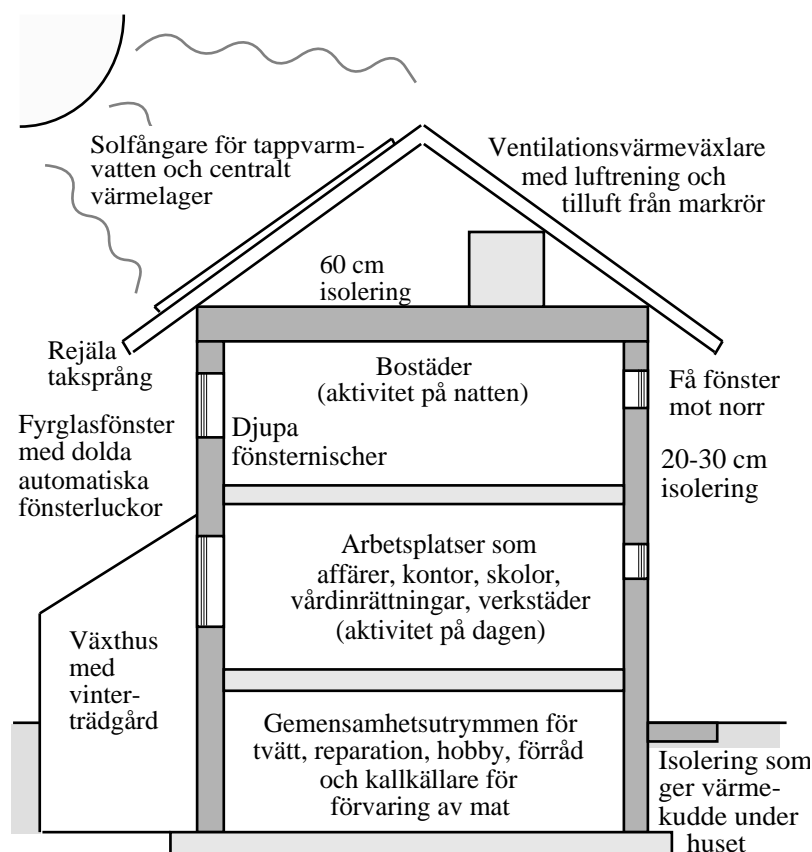 Solfångare för tappvarm-
vatten och centralt
värmelager
Ventilationsvärmeväxlare
med luftrening och
tilluft från markrör
60 cm
isolering
Rejäla
taksprång
Bostäder
(aktivitet på natten)
Få fönster
mot norr
Fyrglasfönster
med dolda
automatiska
fönsterluckor
Djupa
fönsternischer
20-30 cm
isolering
Arbetsplatser som
affärer, kontor, skolor,
vårdinrättningar, verkstäder
(aktivitet på dagen)
Växthus
med
vinter-
trädgård
Gemensamhetsutrymmen för
tvätt, reparation, hobby, förråd
och kallkällare för
förvaring av mat
Isolering som
ger värme-
kudde under
huset